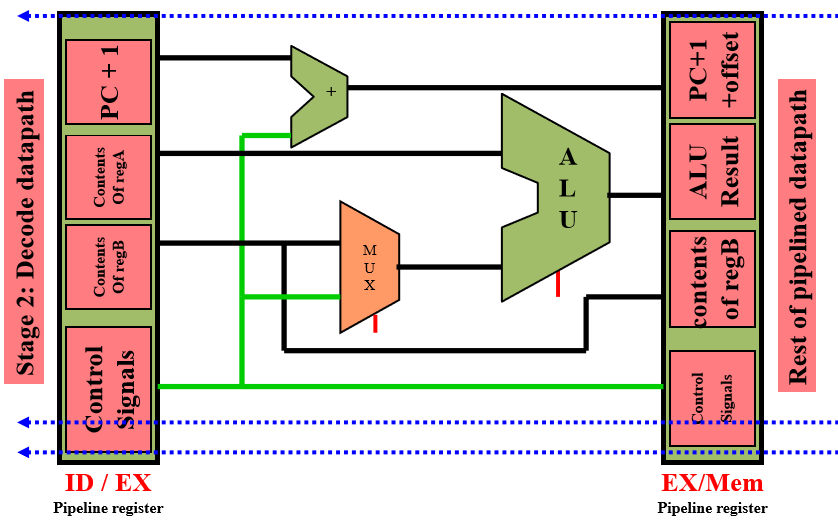 Stage 2: Decode datapath
PC + 1
Contents
Of regA
Contents
Of regB
Control
Signals
ID / EX
Pipeline register
+
M
U
X
A
L
U
PC+1
+offset
ALU
Result
contents
of regB
Control
Signals
EX/Mem
Pipeline register
Rest of pipelined datapath